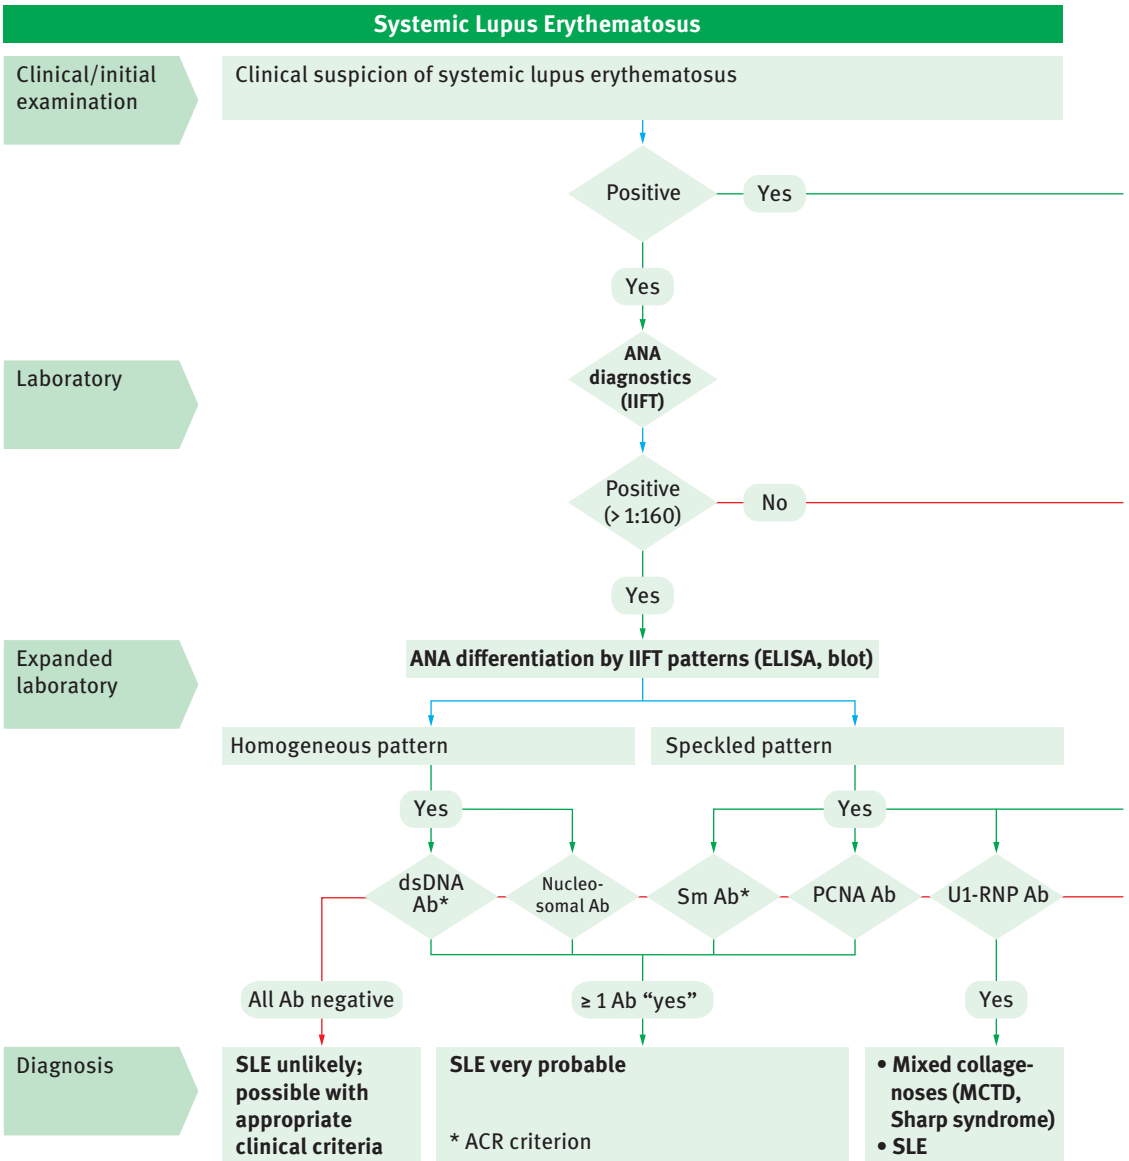 Systemic Lupus Erythematosus
Clinical/initial
examination
Clinical suspicion of systemic lupus erythematosus
Positive
Yes
Yes
Laboratory
ANA
diagnostics
(IIFT)
Positive
(> 1:160)
No
Yes
Expanded
laboratory
ANA differentiation by IIFT patterns (ELISA, blot)
Homogeneous pattern
Speckled pattern
Yes
Yes
dsDNA
Ab*
Nucleo-
somal Ab
Sm Ab*
PCNA Ab
U1-RNP Ab
All Ab negative
≥ 1 Ab “yes”
Yes
Diagnosis
SLE unlikely;
possible with
appropriate
clinical criteria
SLE very probable
* ACR criterion
• Mixed collage-
noses (MCTD,
Sharp syndrome)
• SLE